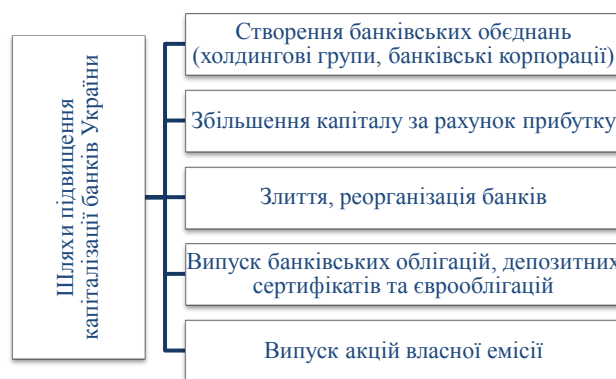 Шляхи підвищення
капіталізації банків України
Створення банківських обєднань
(холдингові групи, банківські корпорації)
Збільшення капіталу за рахунок прибутку
Злиття, реорганізація банків
Випуск банківських облігацій, депозитних
сертифікатів та єврооблігацій
Випуск акцій власної емісії